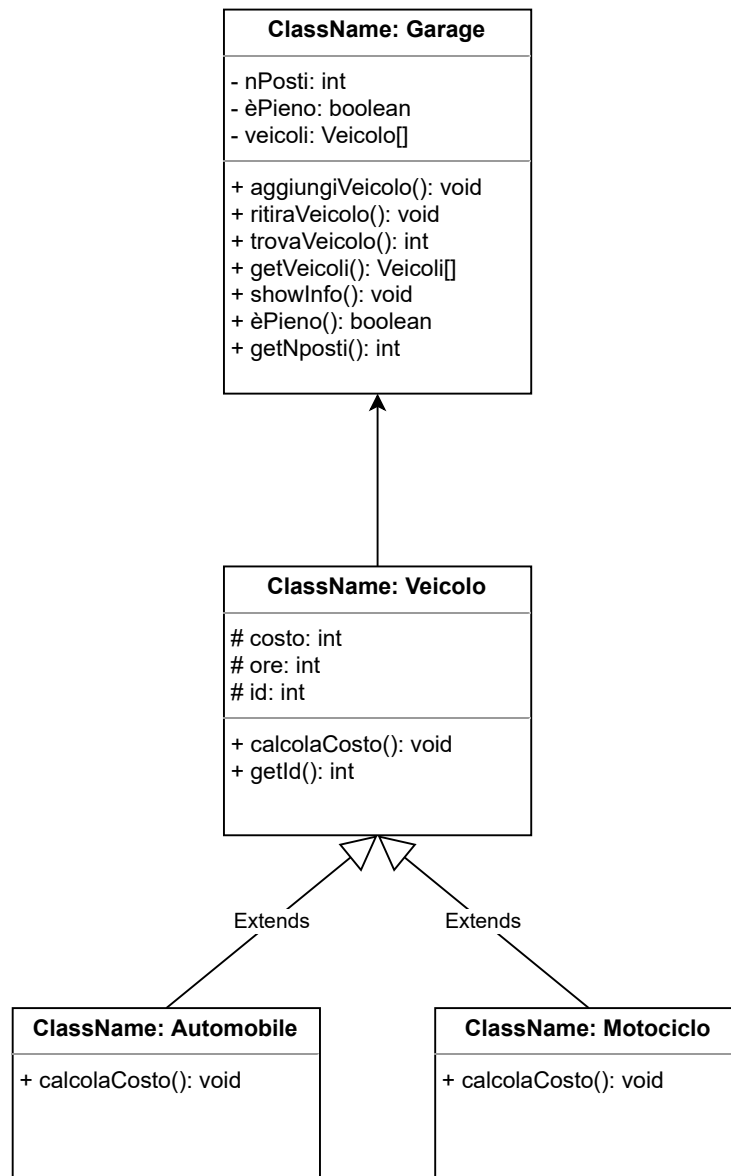 ClassName: Garage
- nPosti: int
- èPieno: boolean
- veicoli: Veicolo[]
+ aggiungiVeicolo(): void
+ ritiraVeicolo(): void
+ trovaVeicolo(): int
+ getVeicoli(): Veicoli[]
+ showInfo(): void
+ èPieno(): boolean
+ getNposti(): int
ClassName: Veicolo
# costo: int
# ore: int
# id: int
+ calcolaCosto(): void
+ getId(): int
Extends
Extends
ClassName: Automobile
+ calcolaCosto(): void
ClassName: Motociclo
+ calcolaCosto(): void